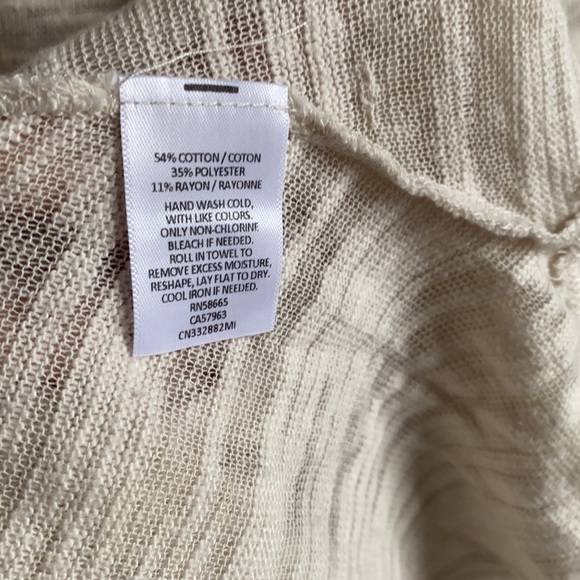 54% COTTON / COTON
35% POLYESTER
11% RAYON / RAYONNE
HAND WASH COLD,
WITH LIKE COLORS.
ONLY NON-CHLORINE
BLEACH IF NEEDED.
ROLL IN TOWEL TO
REMOVE EXCESS MOISTURE,
RESHAPE, LAY FLAT TO DRY.
COOL IRON IF NEEDED.
RN58665
CA57963
CN332882MI